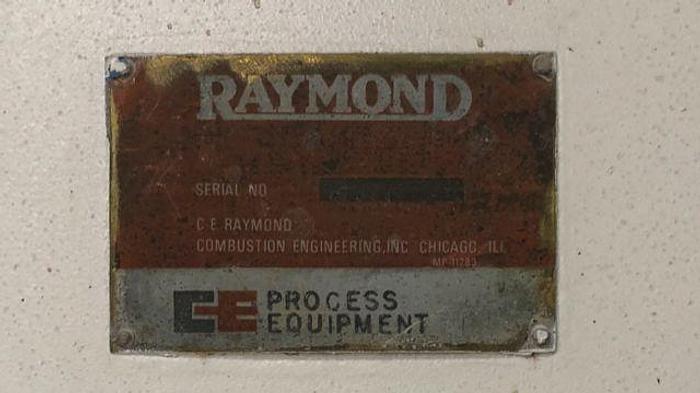 RAYMOND
SERIAL NO
C E RAYMOND
COMBUSTION ENGINEERING, INC CHICAGO, ILL
CE PROCESS
EQUIPMENT